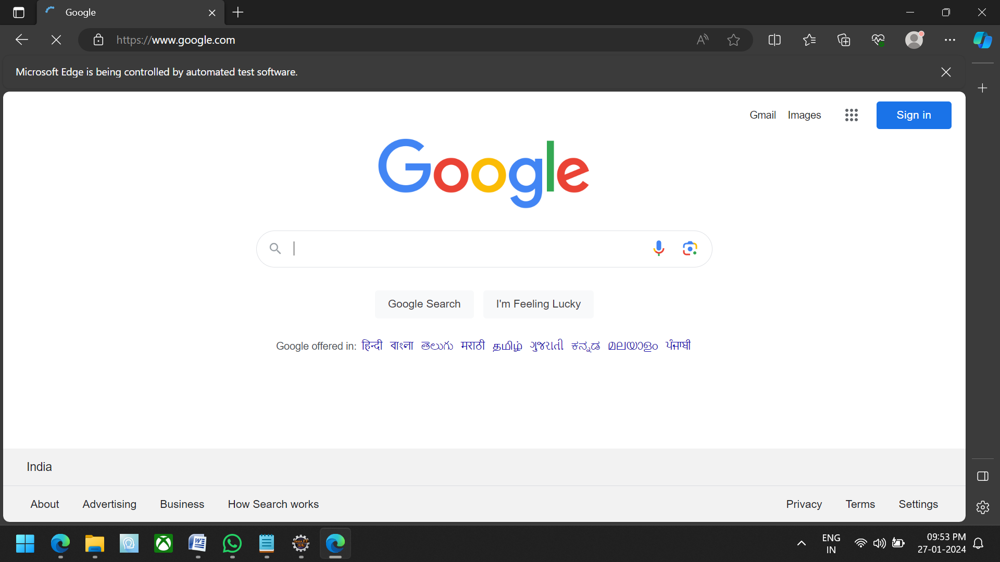 Google
https://www.google.com
Microsoft Edge is being controlled by automated test software.
Gmail Images Sign in
Google
Google Search I'm Feeling Lucky
Google offered in: हिन्दी বাংলা తెలుగు मराठी தமிழ் ગુજરાતી ಕನ್ನಡ മലയാളം ਪੰਜਾਬੀ
India
About Advertising Business How Search works Privacy Terms Settings
ENG
IN
09:53 PM
27-01-2024